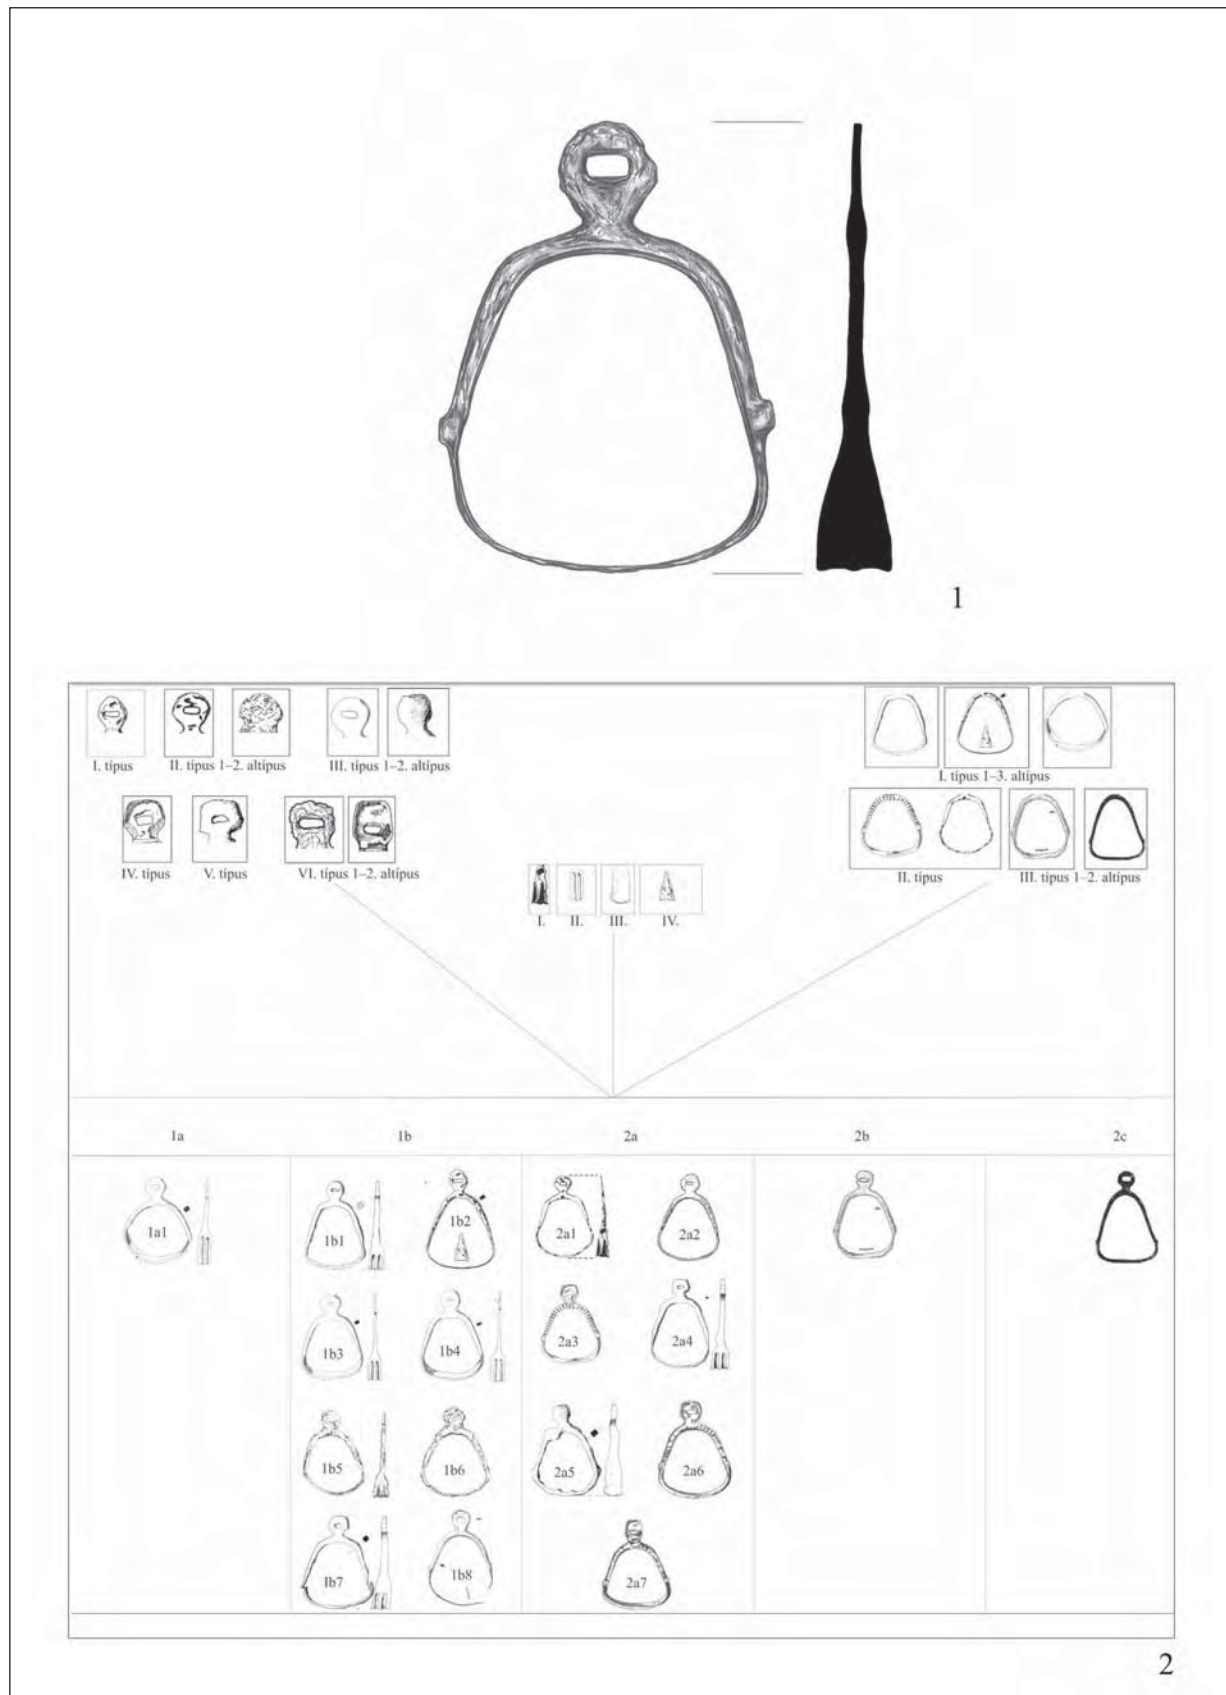 1
I. típus II. típus 1–2. altípus III. típus 1–2. altípus
I. típus 1–3. altípus
IV. típus V. típus VI. típus 1–2. altípus
II. típus III. típus 1–2. altípus
I. II. III. IV.
1a 1b 2a 2b 2c
1a1 1b1 1b2 2a1 2a2
1b3 1b4 2a3 2a4
1b5 1b6 2a5 2a6
1b7 1b8 2a7
2